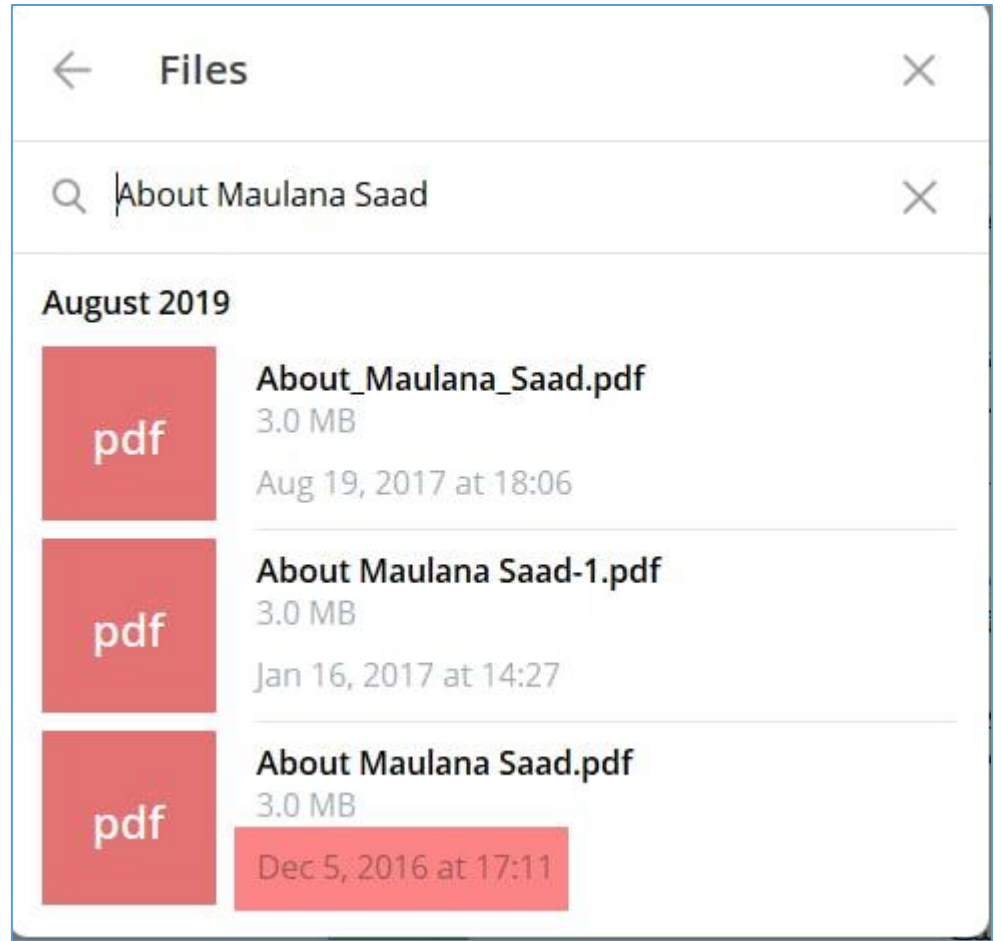 Files
About Maulana Saad
August 2019
pdf
About_Maulana_Saad.pdf
3.0 MB
Aug 19, 2017 at 18:06
pdf
About Maulana Saad-1.pdf
3.0 MB
Jan 16, 2017 at 14:27
pdf
About Maulana Saad.pdf
3.0 MB
Dec 5, 2016 at 17:11